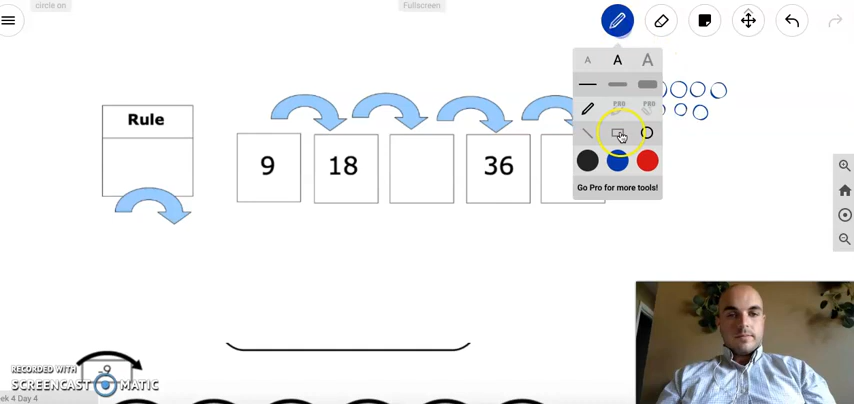 circle on
Fullscreen
A A A
PRO PRO
Rule
9 18 36
Go Pro for more tools!
-9
RECORDED WITH
SCREENCAST MATIC
ek 4 Day 4